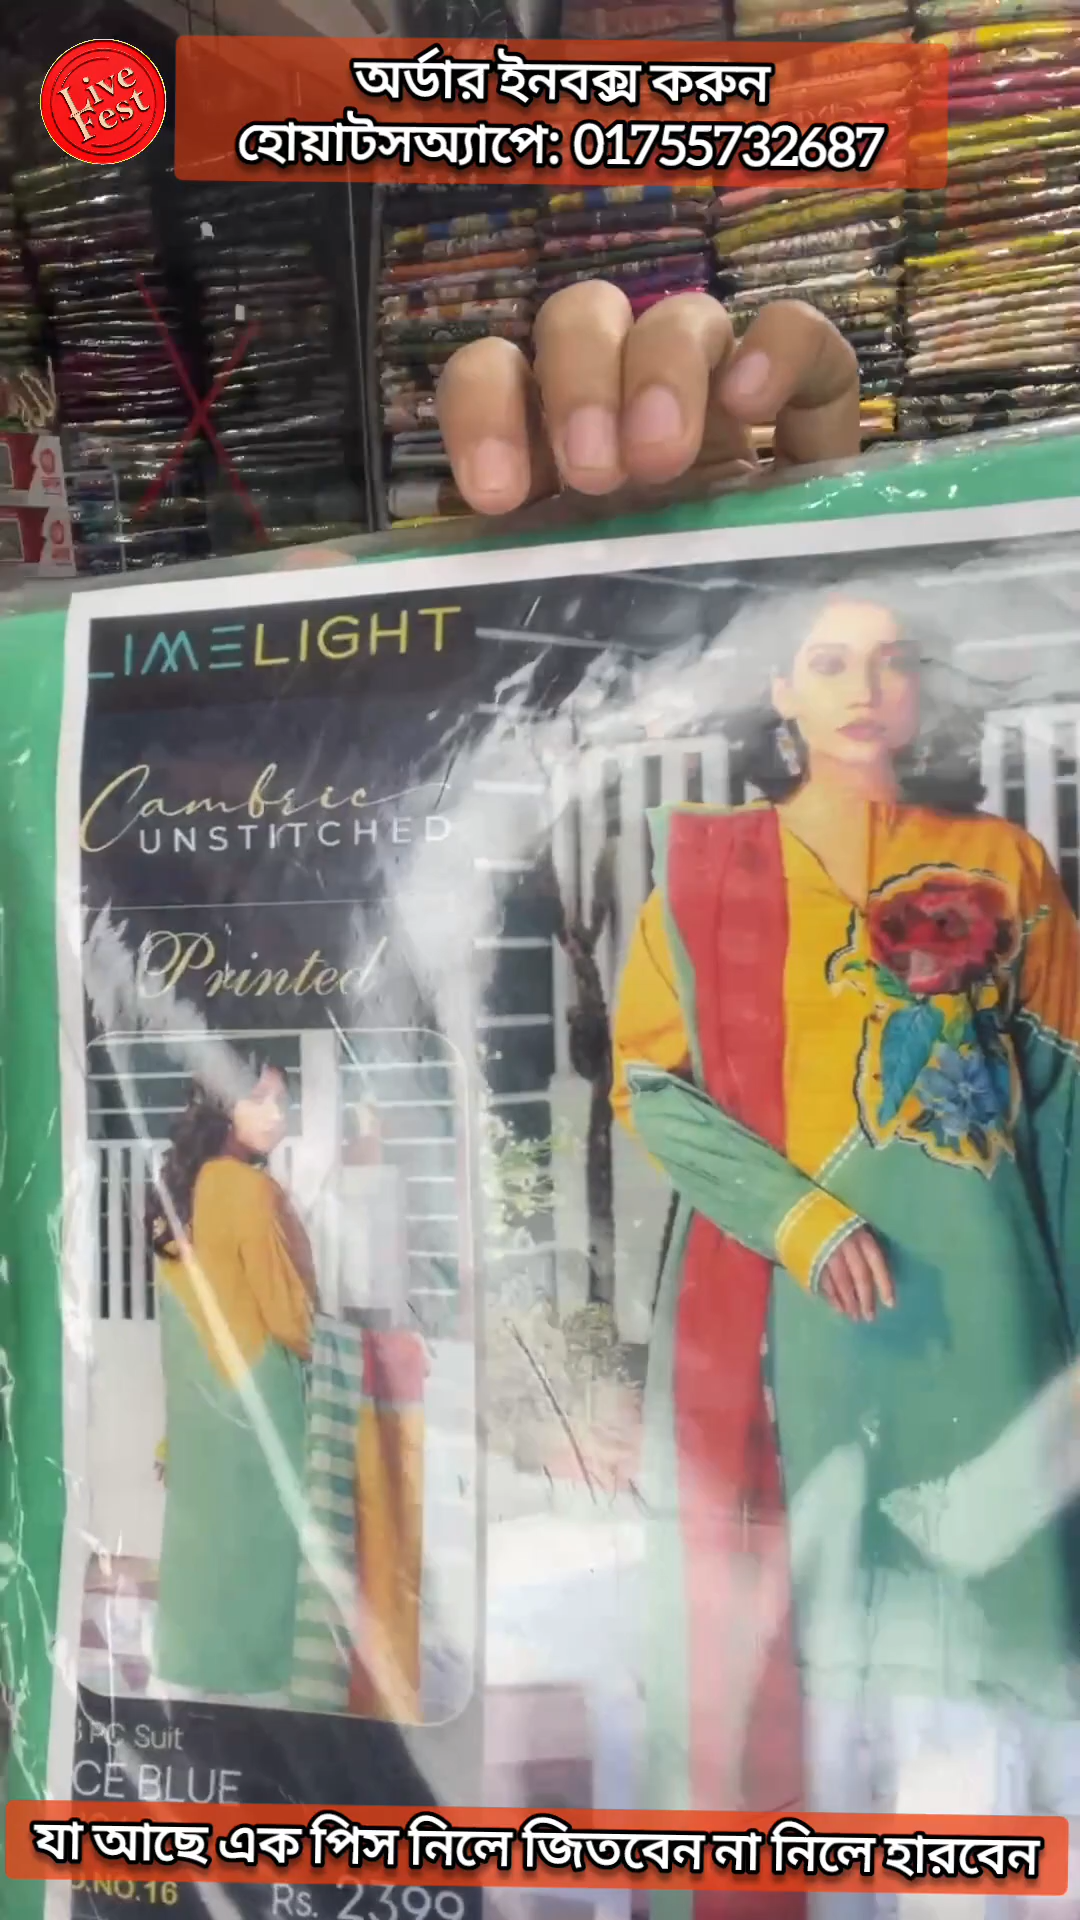 Live
Fest
অর্ডার ইনবক্স করুন
হোয়াটসঅ্যাপে: 01755732687
LIMELIGHT
Cambric
UNSTITCHED
Printed
PC Suit
CE BLUE
যা আছে এক পিস নিলে জিতবেন না নিলে হারবেন
.NO.16
Rs. 2399